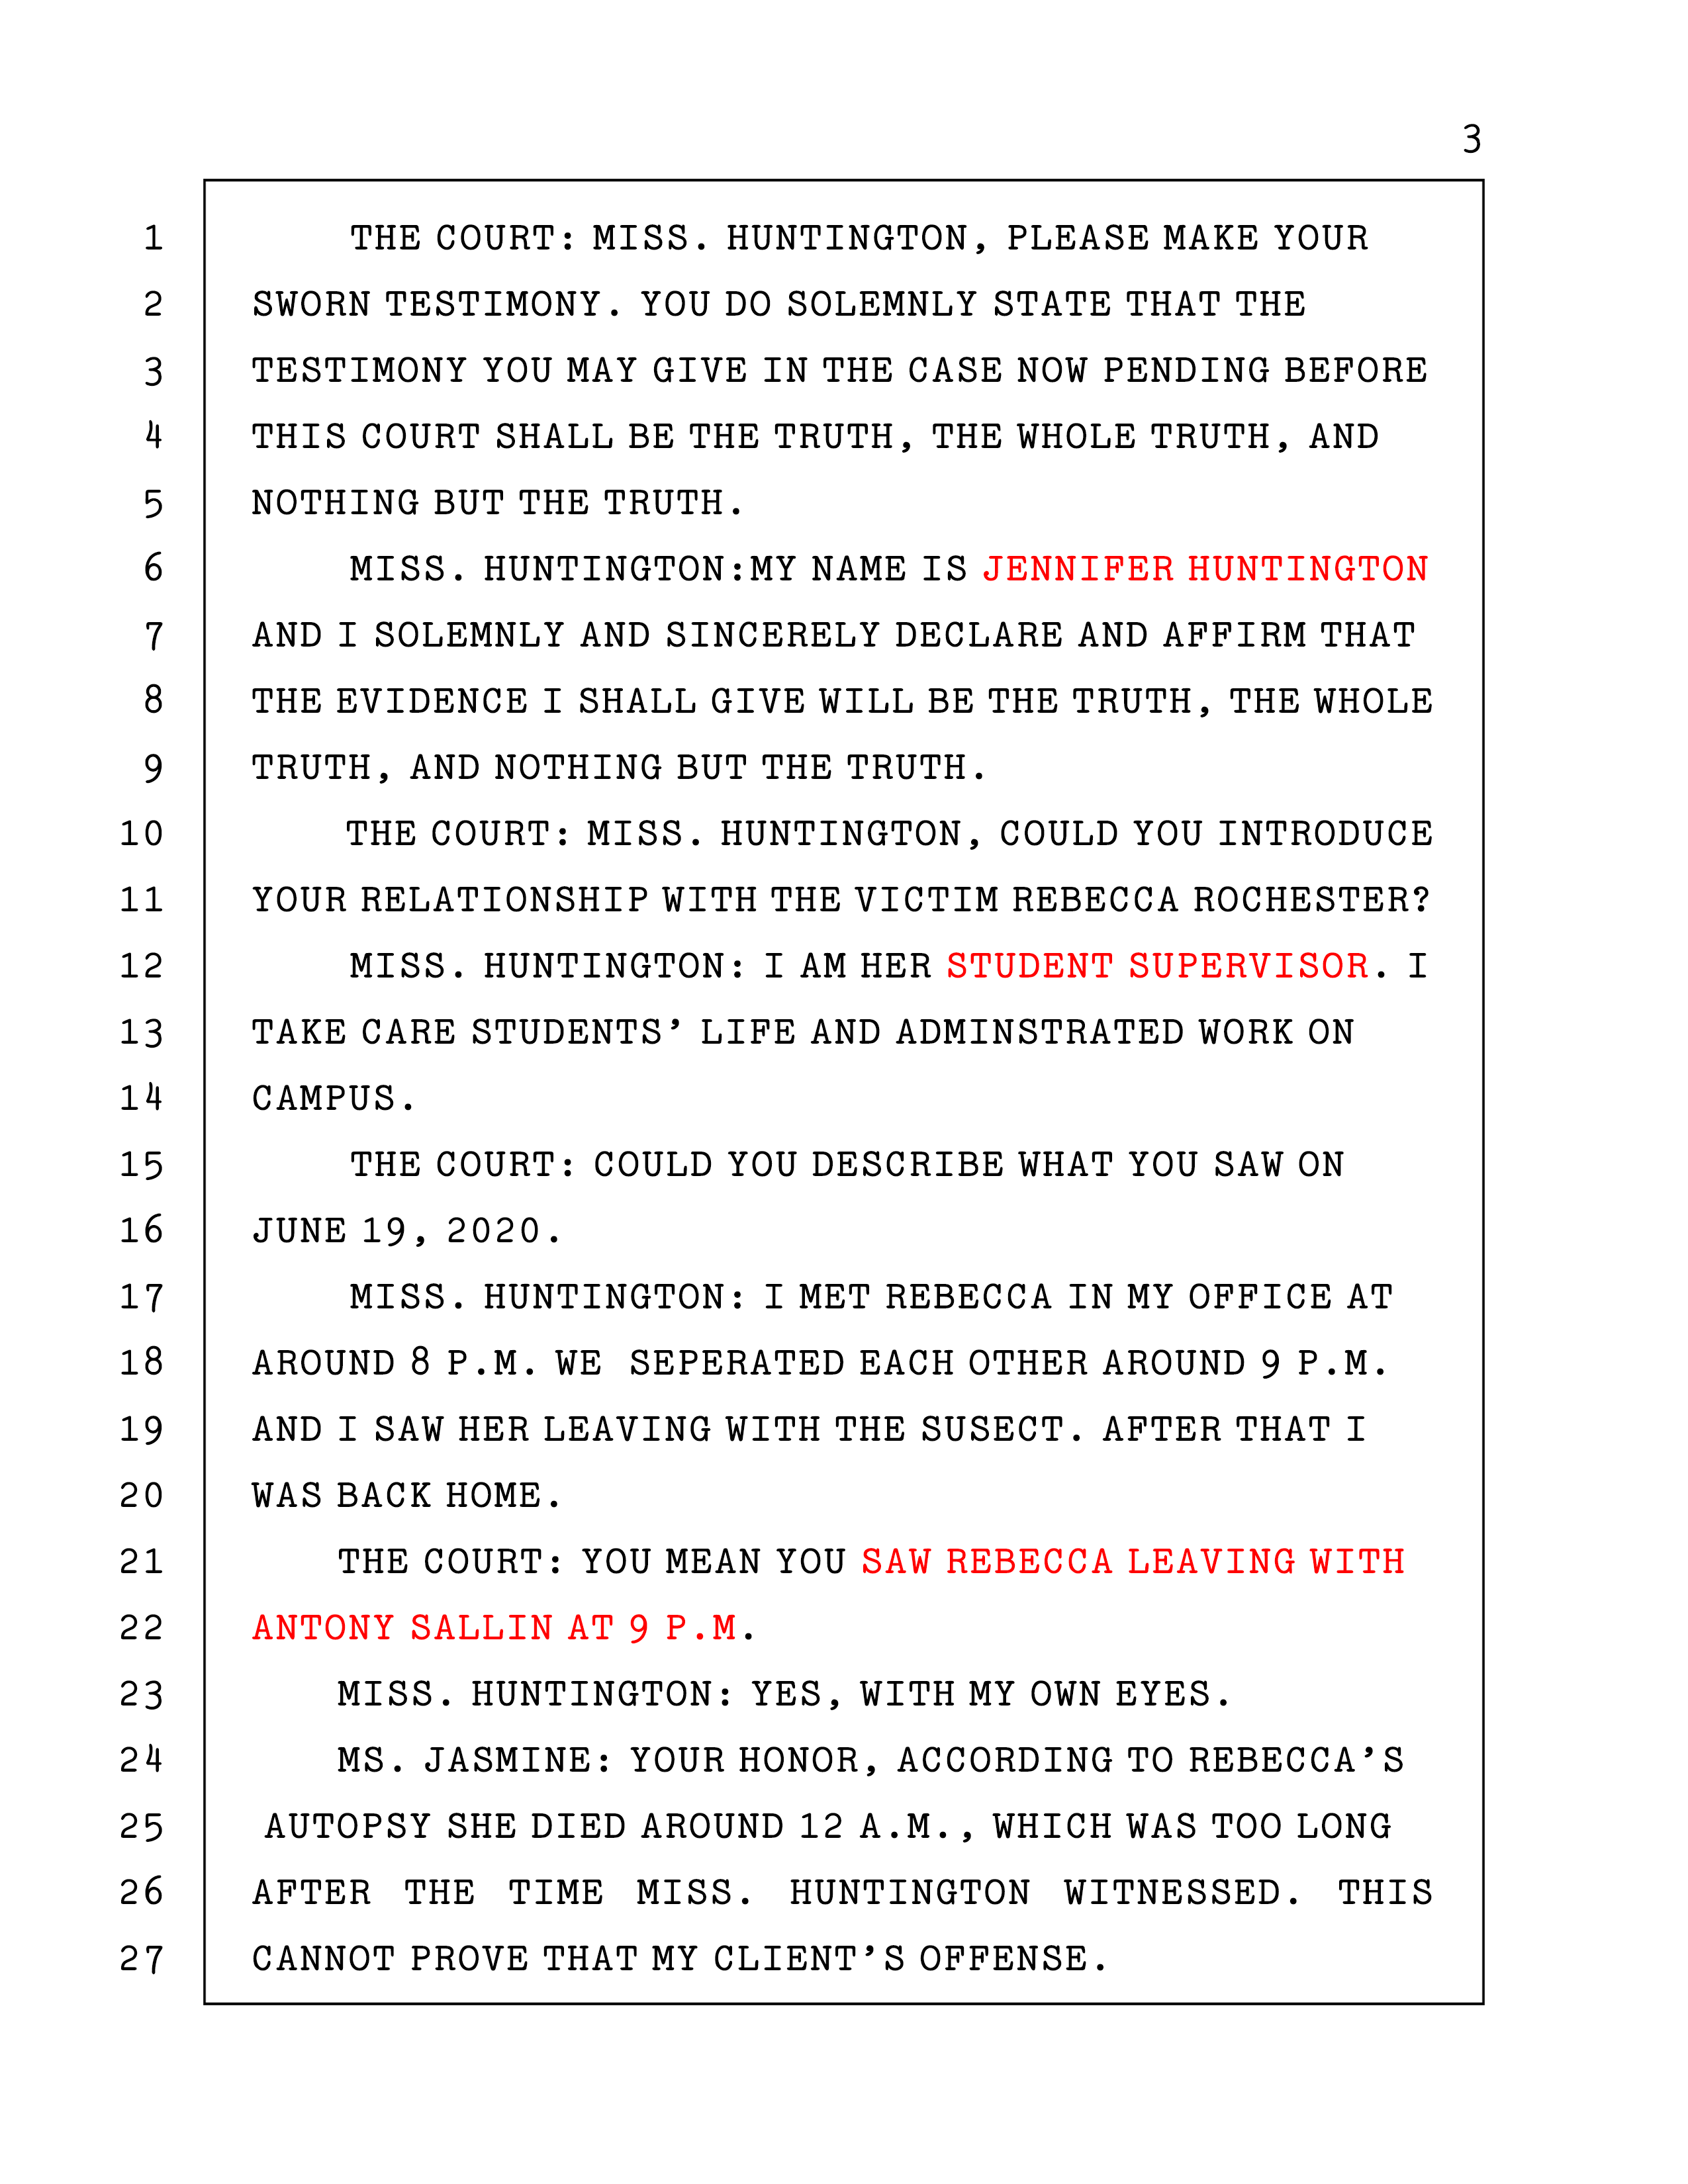 3
1 THE COURT: MISS. HUNTINGTON, PLEASE MAKE YOUR
2 SWORN TESTIMONY. YOU DO SOLEMNLY STATE THAT THE
3 TESTIMONY YOU MAY GIVE IN THE CASE NOW PENDING BEFORE
4 THIS COURT SHALL BE THE TRUTH, THE WHOLE TRUTH, AND
5 NOTHING BUT THE TRUTH.
6 MISS. HUNTINGTON:MY NAME IS JENNIFER HUNTINGTON
7 AND I SOLEMNLY AND SINCERELY DECLARE AND AFFIRM THAT
8 THE EVIDENCE I SHALL GIVE WILL BE THE TRUTH, THE WHOLE
9 TRUTH, AND NOTHING BUT THE TRUTH.
10 THE COURT: MISS. HUNTINGTON, COULD YOU INTRODUCE
11 YOUR RELATIONSHIP WITH THE VICTIM REBECCA ROCHESTER?
12 MISS. HUNTINGTON: I AM HER STUDENT SUPERVISOR. I
13 TAKE CARE STUDENTS’ LIFE AND ADMINSTRATED WORK ON
14 CAMPUS.
15 THE COURT: COULD YOU DESCRIBE WHAT YOU SAW ON
16 JUNE 19, 2020.
17 MISS. HUNTINGTON: I MET REBECCA IN MY OFFICE AT
18 AROUND 8 P.M. WE SEPERATED EACH OTHER AROUND 9 P.M.
19 AND I SAW HER LEAVING WITH THE SUSECT. AFTER THAT I
20 WAS BACK HOME.
21 THE COURT: YOU MEAN YOU SAW REBECCA LEAVING WITH
22 ANTONY SALLIN AT 9 P.M.
23 MISS. HUNTINGTON: YES, WITH MY OWN EYES.
24 MS. JASMINE: YOUR HONOR, ACCORDING TO REBECCA’S
25 AUTOPSY SHE DIED AROUND 12 A.M., WHICH WAS TOO LONG
26 AFTER THE TIME MISS. HUNTINGTON WITNESSED. THIS
27 CANNOT PROVE THAT MY CLIENT’S OFFENSE.